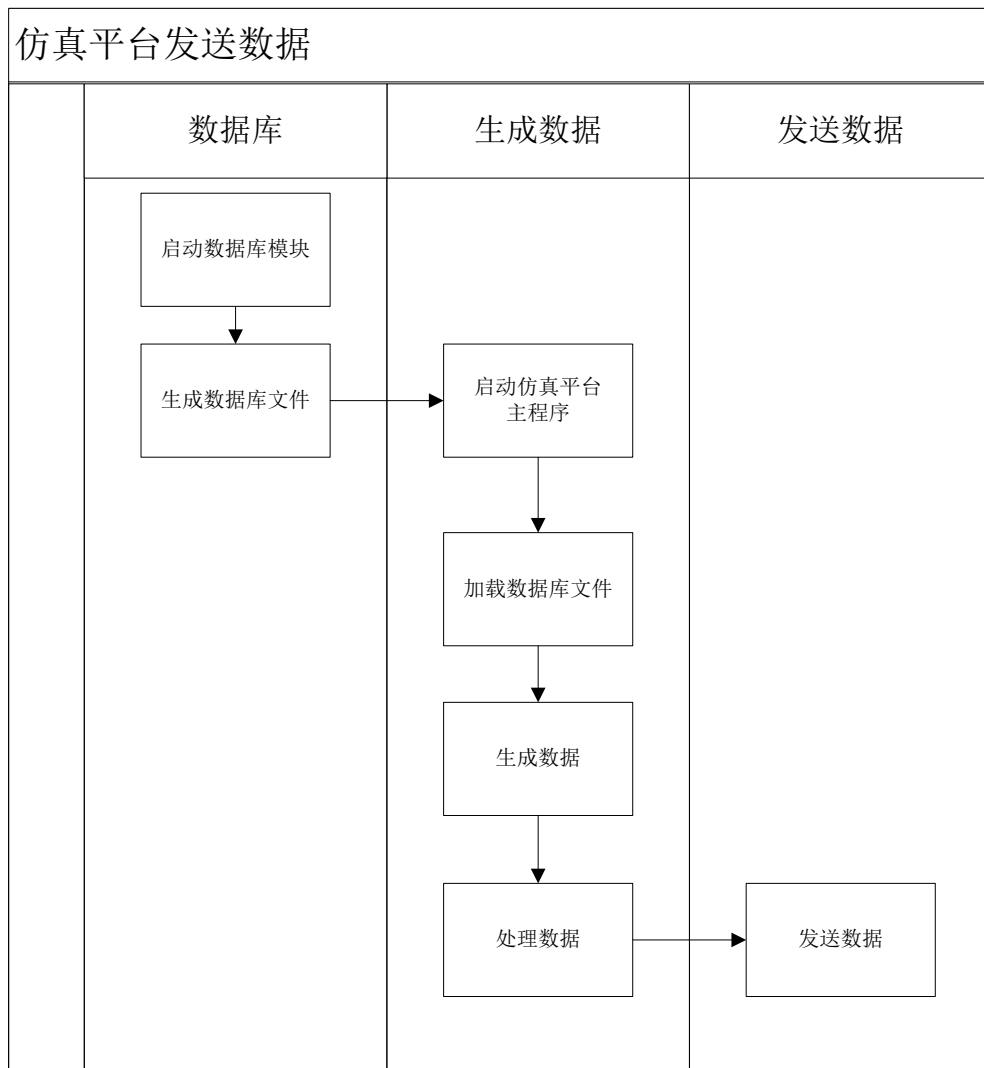 仿真平台发送数据
数据库
生成数据
发送数据
启动数据库模块
生成数据库文件
启动仿真平台
主程序
加载数据库文件
生成数据
处理数据
发送数据